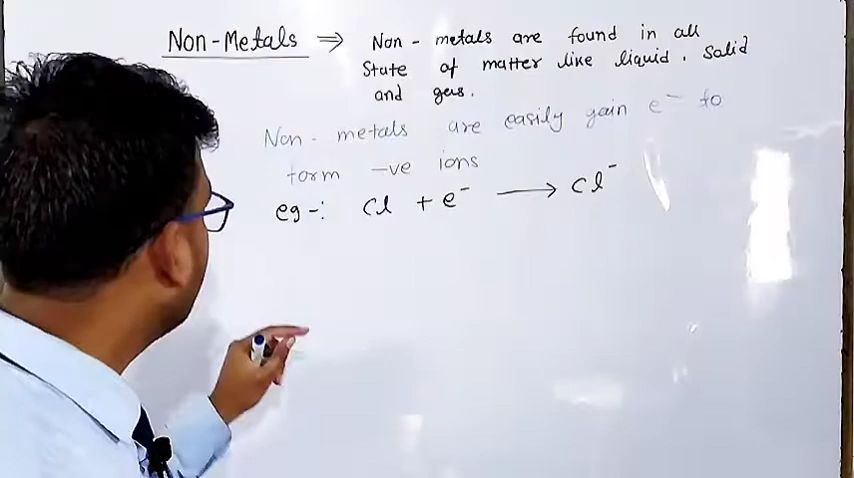 Non-Metals ⇒ Non - metals are found in all
State of matter like liquid, Solid
and gas.
Non - metals are easily gain e⁻ to
form -ve ions
eg -: Cl + e⁻ ⟶ Cl⁻